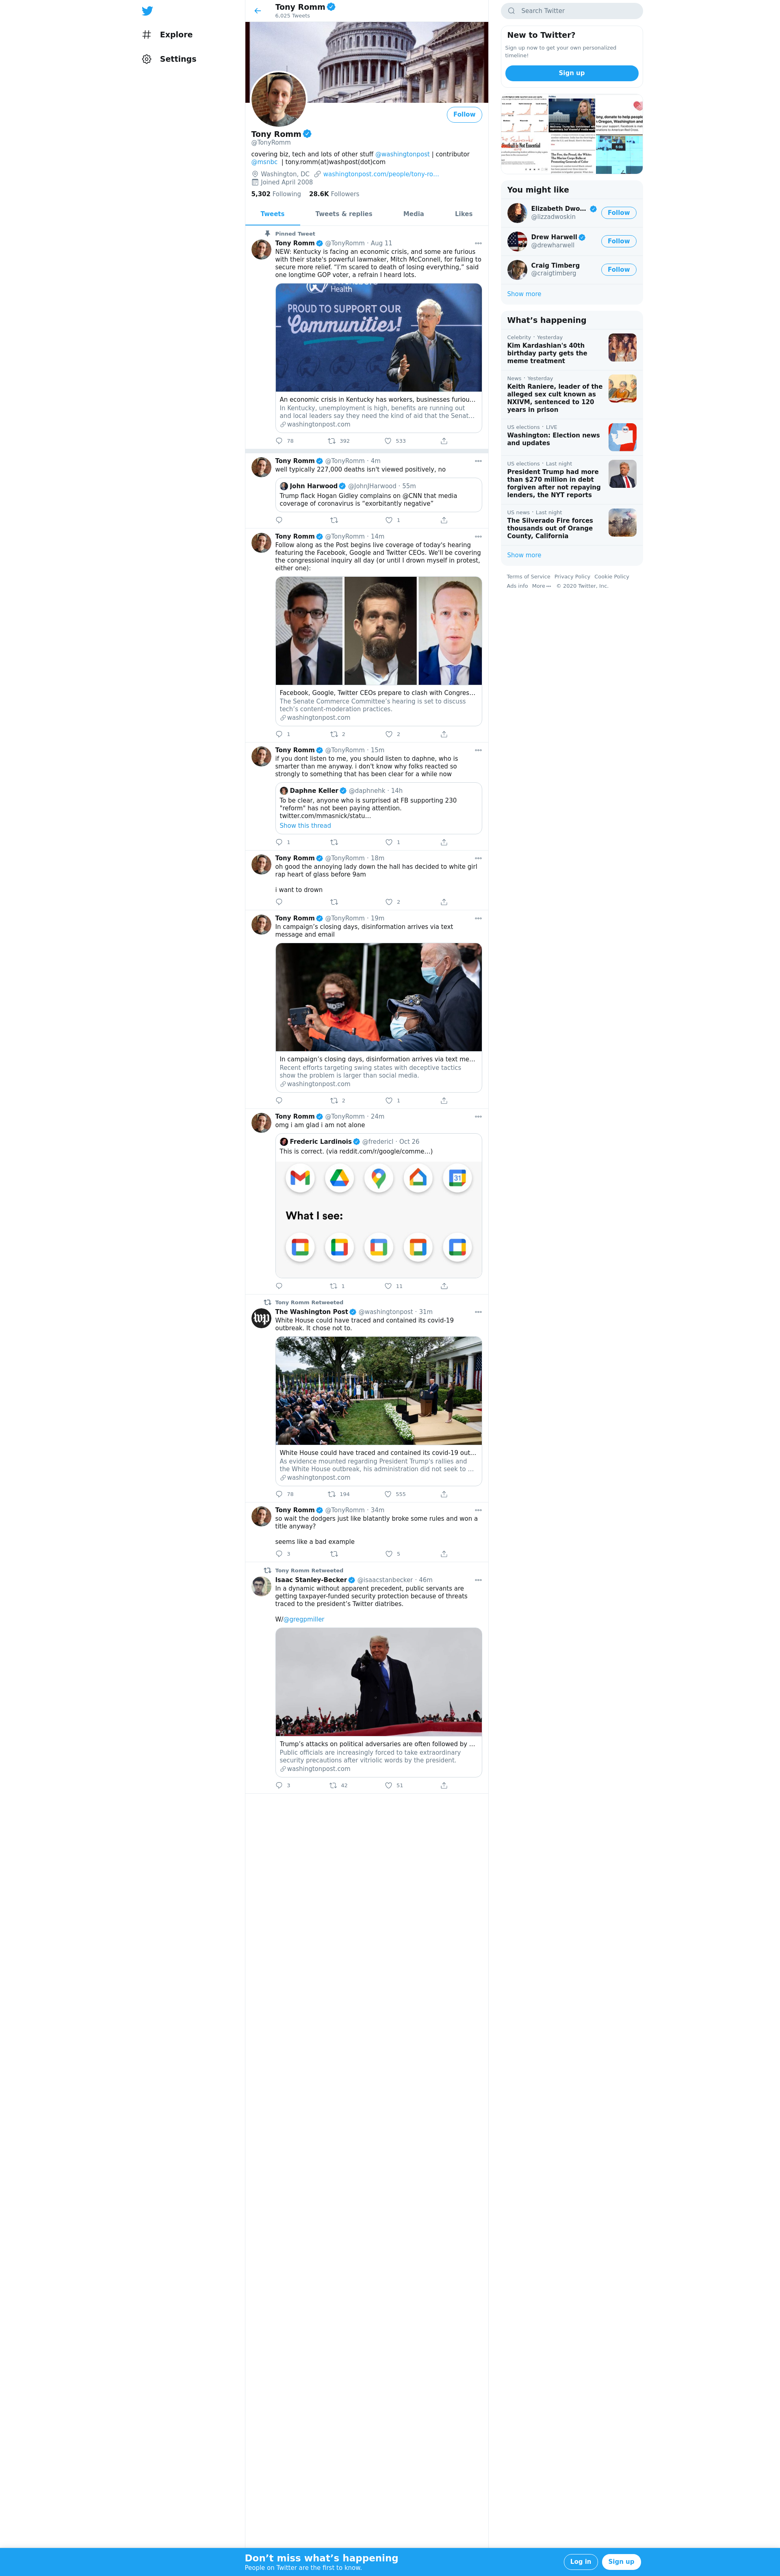 Explore
Settings
Tony Romm
6,025 Tweets
Follow
Tony Romm
@TonyRomm
covering biz, tech and lots of other stuff @washingtonpost | contributor
@msnbc | tony.romm(at)washpost(dot)com
Washington, DC washingtonpost.com/people/tony-ro…
Joined April 2008
5,302 Following 28.6K Followers
Tweets Tweets & replies Media Likes
Pinned Tweet
Tony Romm @TonyRomm · Aug 11
NEW: Kentucky is facing an economic crisis, and some are furious
with their state's powerful lawmaker, Mitch McConnell, for failing to
secure more relief. "I'm scared to death of losing everything," said
one longtime GOP voter, a refrain I heard lots.
Health
PROUD TO SUPPORT OUR
Communities!
An economic crisis in Kentucky has workers, businesses furiou…
In Kentucky, unemployment is high, benefits are running out
and local leaders say they need the kind of aid that the Senat…
washingtonpost.com
78 392 533
Tony Romm @TonyRomm · 4m
well typically 227,000 deaths isn't viewed positively, no
John Harwood @JohnJHarwood · 55m
Trump flack Hogan Gidley complains on @CNN that media
coverage of coronavirus is "exorbitantly negative"
1
Tony Romm @TonyRomm · 14m
Follow along as the Post begins live coverage of today's hearing
featuring the Facebook, Google and Twitter CEOs. We'll be covering
the congressional inquiry all day (or until I drown myself in protest,
either one):
Facebook, Google, Twitter CEOs prepare to clash with Congres…
The Senate Commerce Committee's hearing is set to discuss
tech's content-moderation practices.
washingtonpost.com
1 2 2
Tony Romm @TonyRomm · 15m
if you dont listen to me, you should listen to daphne, who is
smarter than me anyway. i don't know why folks reacted so
strongly to something that has been clear for a while now
Daphne Keller @daphnehk · 14h
To be clear, anyone who is surprised at FB supporting 230
"reform" has not been paying attention.
twitter.com/mmasnick/statu…
Show this thread
1 1
Tony Romm @TonyRomm · 18m
oh good the annoying lady down the hall has decided to white girl
rap heart of glass before 9am
i want to drown
2
Tony Romm @TonyRomm · 19m
In campaign's closing days, disinformation arrives via text
message and email
In campaign's closing days, disinformation arrives via text me…
Recent efforts targeting swing states with deceptive tactics
show the problem is larger than social media.
washingtonpost.com
2 1
Tony Romm @TonyRomm · 24m
omg i am glad i am not alone
Frederic Lardinois @fredericl · Oct 26
This is correct. (via reddit.com/r/google/comme…)
31
What I see:
1 11
Tony Romm Retweeted
The Washington Post @washingtonpost · 31m
White House could have traced and contained its covid-19
outbreak. It chose not to.
White House could have traced and contained its covid-19 out…
As evidence mounted regarding President Trump's rallies and
the White House outbreak, his administration did not seek to …
washingtonpost.com
78 194 555
Tony Romm @TonyRomm · 34m
so wait the dodgers just like blatantly broke some rules and won a
title anyway?
seems like a bad example
3 5
Tony Romm Retweeted
Isaac Stanley-Becker @isaacstanbecker · 46m
In a dynamic without apparent precedent, public servants are
getting taxpayer-funded security protection because of threats
traced to the president's Twitter diatribes.
W/@gregpmiller
Trump's attacks on political adversaries are often followed by …
Public officials are increasingly forced to take extraordinary
security precautions after vitriolic words by the president.
washingtonpost.com
3 42 51
Search Twitter
New to Twitter?
Sign up now to get your own personalized
timeline!
Sign up
You might like
Elizabeth Dwo…
@lizzadwoskin
Follow
Drew Harwell
@drewharwell
Follow
Craig Timberg
@craigtimberg
Follow
Show more
What's happening
Celebrity · Yesterday
Kim Kardashian's 40th
birthday party gets the
meme treatment
News · Yesterday
Keith Raniere, leader of the
alleged sex cult known as
NXIVM, sentenced to 120
years in prison
US elections · LIVE
Washington: Election news
and updates
US elections · Last night
President Trump had more
than $270 million in debt
forgiven after not repaying
lenders, the NYT reports
US news · Last night
The Silverado Fire forces
thousands out of Orange
County, California
Show more
Terms of Service Privacy Policy Cookie Policy
Ads info More © 2020 Twitter, Inc.
Don't miss what's happening
People on Twitter are the first to know.
Log in Sign up